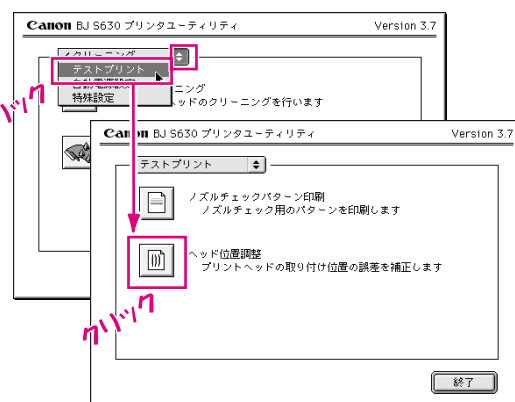 Canon BJ S630 プリンタユーティリティ Version 3.7
クリーニング
テストプリント
特殊設定
ニング
ヘッドのクリーニングを行います
ック
Canon BJ S630 プリンタユーティリティ Version 3.7
テストプリント
ノズルチェックパターン印刷
ノズルチェック用のパターンを印刷します
ヘッド位置調整
プリントヘッドの取り付け位置の誤差を補正します
クリック
終了